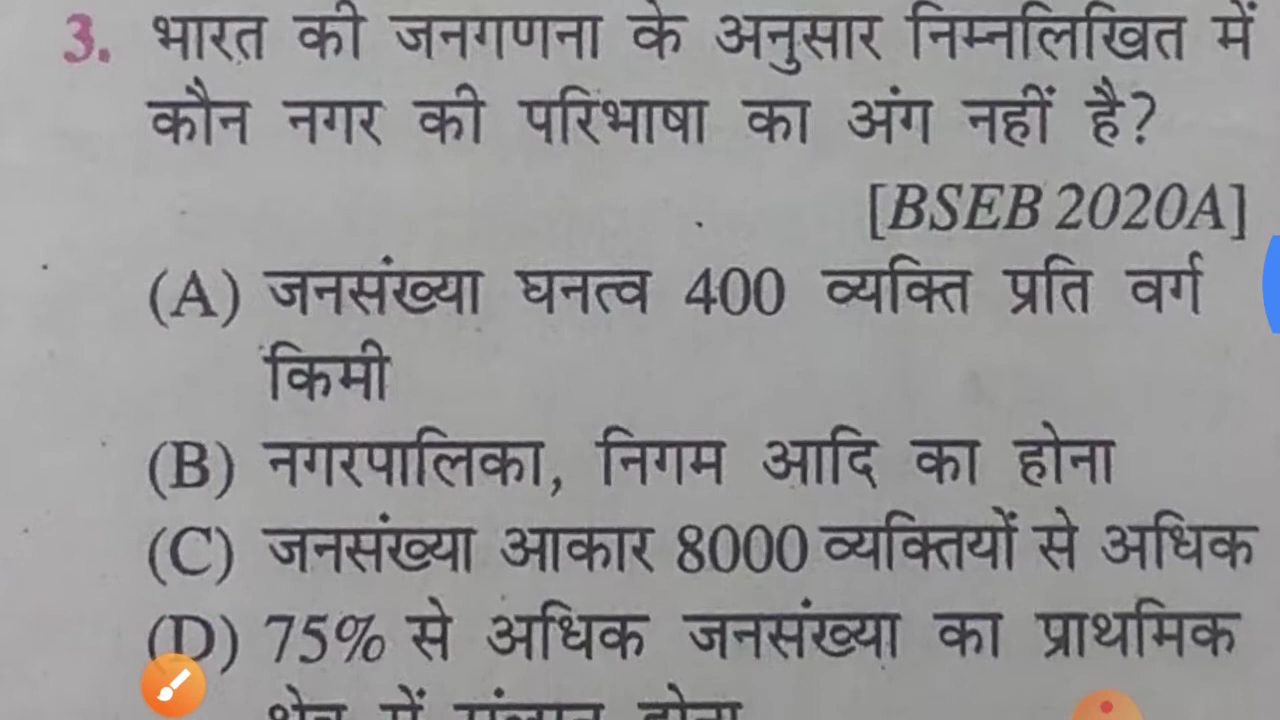 3. भारत की जनगणना के अनुसार निम्नलिखित में
कौन नगर की परिभाषा का अंग नहीं है?
[BSEB 2020A]
(A) जनसंख्या घनत्व 400 व्यक्ति प्रति वर्ग
किमी
(B) नगरपालिका, निगम आदि का होना
(C) जनसंख्या आकार 8000 व्यक्तियों से अधिक
(D) 75% से अधिक जनसंख्या का प्राथमिक
में होना